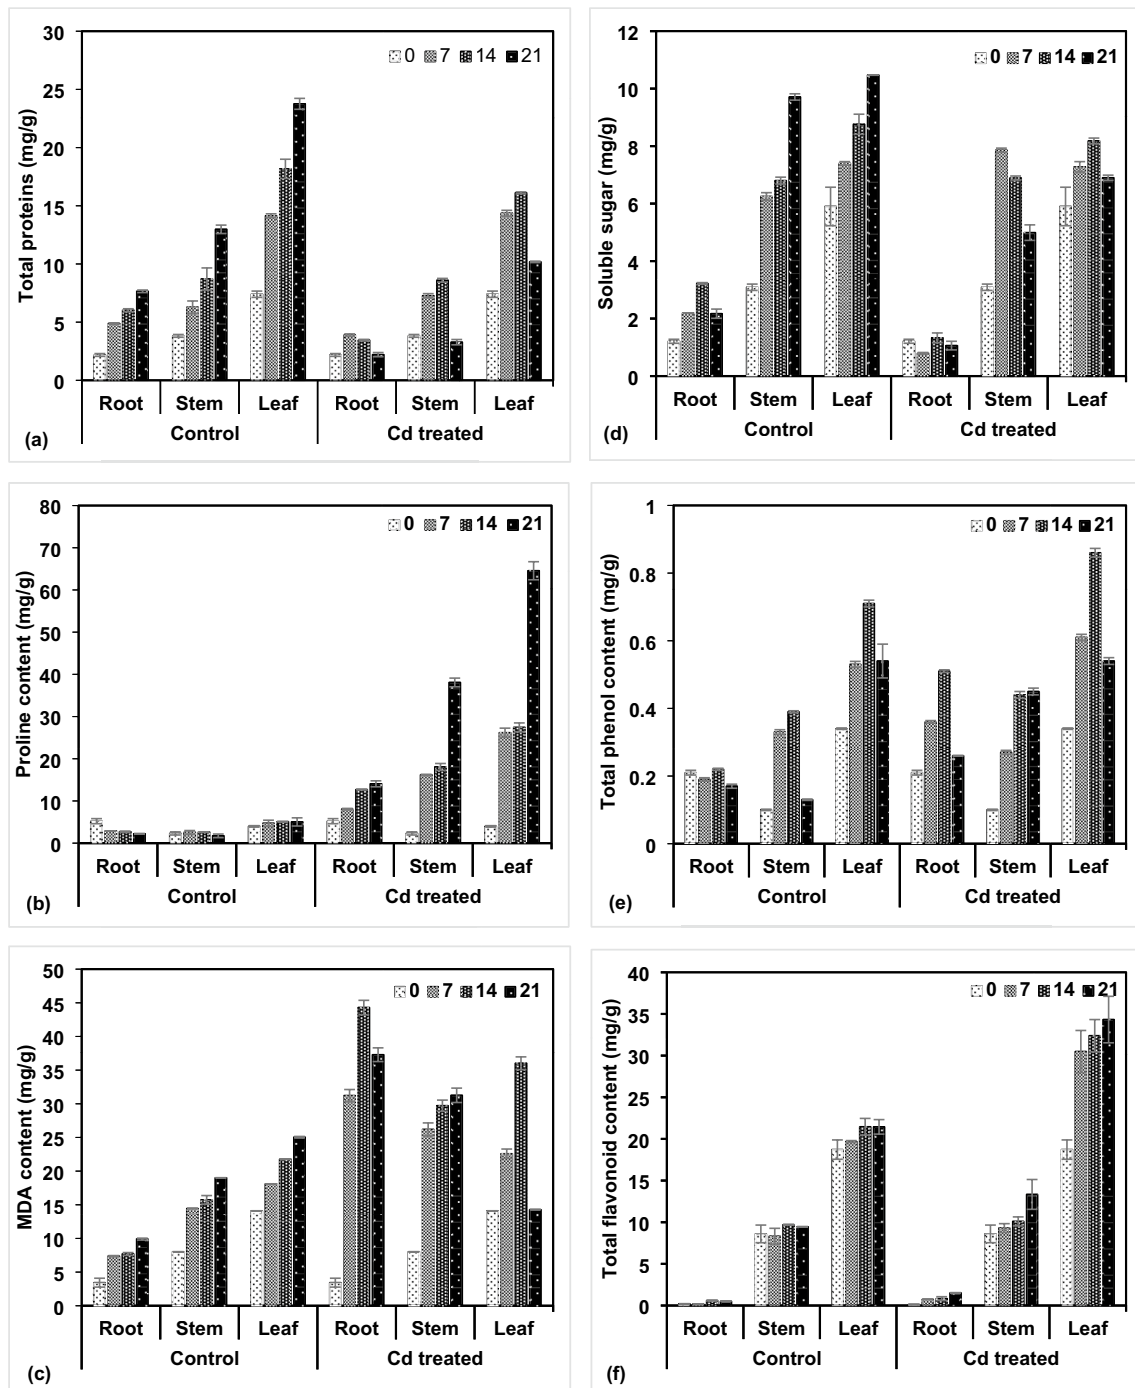 30
25
20
15
10
5
0
Total proteins (mg/g)
0 7 14 21
Root Stem Leaf Root Stem Leaf
Control Cd treated
(a)
12
10
8
6
4
2
0
Soluble sugar (mg/g)
0 7 14 21
Root Stem Leaf Root Stem Leaf
Control Cd treated
(d)
80
70
60
50
40
30
20
10
0
Proline content (mg/g)
0 7 14 21
Root Stem Leaf Root Stem Leaf
Control Cd treated
(b)
1
0.8
0.6
0.4
0.2
0
Total phenol content (mg/g)
0 7 14 21
Root Stem Leaf Root Stem Leaf
Control Cd treated
(e)
50
45
40
35
30
25
20
15
10
5
0
MDA content (mg/g)
0 7 14 21
Root Stem Leaf Root Stem Leaf
Control Cd treated
(c)
40
35
30
25
20
15
10
5
0
Total flavonoid content (mg/g)
0 7 14 21
Root Stem Leaf Root Stem Leaf
Control Cd treated
(f)